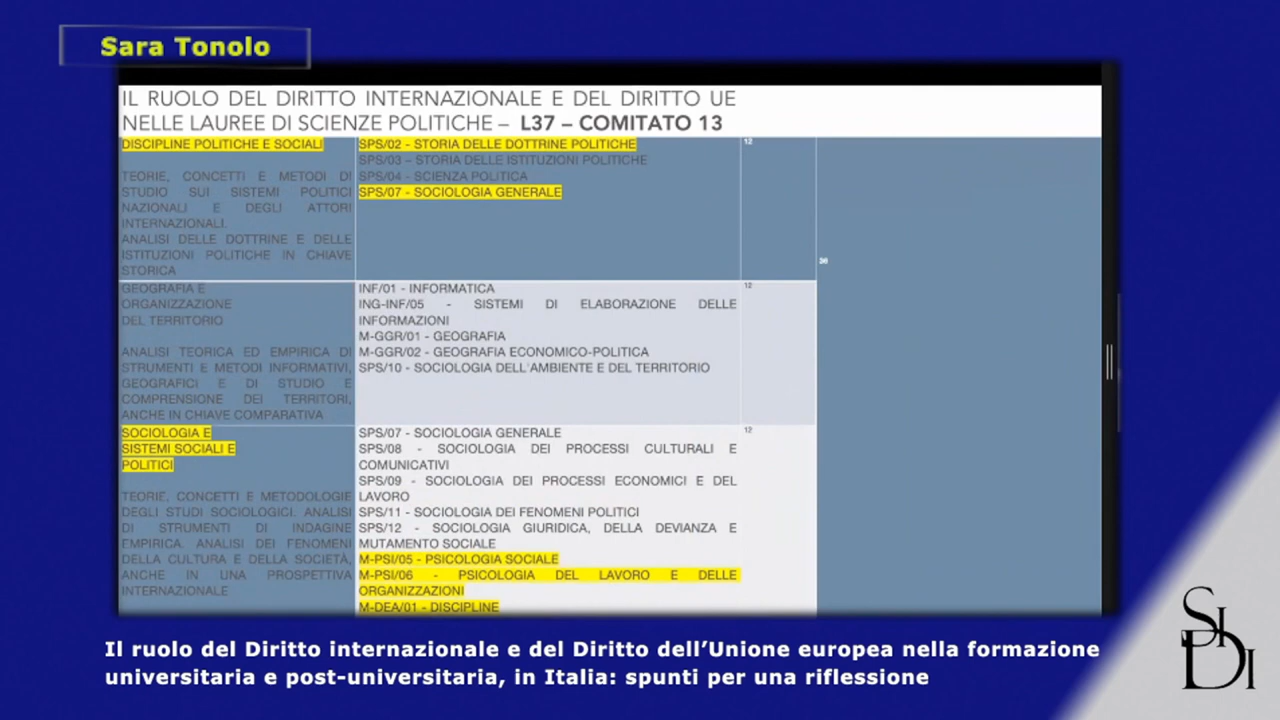 Sara Tonolo
IL RUOLO DEL DIRITTO INTERNAZIONALE E DEL DIRITTO UE
NELLE LAUREE DI SCIENZE POLITICHE – L37 – COMITATO 13
DISCIPLINE POLITICHE E SOCIALI
TEORIE, CONCETTI E METODI DI
STUDIO SUI SISTEMI POLITICI
NAZIONALI E DEGLI ATTORI
INTERNAZIONALI.
ANALISI DELLE DOTTRINE E DELLE
ISTITUZIONI POLITICHE IN CHIAVE
STORICA
SPS/02 - STORIA DELLE DOTTRINE POLITICHE
SPS/03 – STORIA DELLE ISTITUZIONI POLITICHE
SPS/04 - SCIENZA POLITICA
SPS/07 - SOCIOLOGIA GENERALE
12
36
GEOGRAFIA E
ORGANIZZAZIONE
DEL TERRITORIO
ANALISI TEORICA ED EMPIRICA DI
STRUMENTI E METODI INFORMATIVI,
GEOGRAFICI E DI STUDIO E
COMPRENSIONE DEI TERRITORI,
ANCHE IN CHIAVE COMPARATIVA
INF/01 - INFORMATICA
ING-INF/05 - SISTEMI DI ELABORAZIONE DELLE
INFORMAZIONI
M-GGR/01 - GEOGRAFIA
M-GGR/02 - GEOGRAFIA ECONOMICO-POLITICA
SPS/10 - SOCIOLOGIA DELL'AMBIENTE E DEL TERRITORIO
12
SOCIOLOGIA E
SISTEMI SOCIALI E
POLITICI
TEORIE, CONCETTI E METODOLOGIE
DEGLI STUDI SOCIOLOGICI. ANALISI
DI STRUMENTI DI INDAGINE
EMPIRICA. ANALISI DEI FENOMENI
DELLA CULTURA E DELLA SOCIETÀ,
ANCHE IN UNA PROSPETTIVA
INTERNAZIONALE
SPS/07 - SOCIOLOGIA GENERALE
SPS/08 - SOCIOLOGIA DEI PROCESSI CULTURALI E
COMUNICATIVI
SPS/09 - SOCIOLOGIA DEI PROCESSI ECONOMICI E DEL
LAVORO
SPS/11 - SOCIOLOGIA DEI FENOMENI POLITICI
SPS/12 - SOCIOLOGIA GIURIDICA, DELLA DEVIANZA E
MUTAMENTO SOCIALE
M-PSI/05 - PSICOLOGIA SOCIALE
M-PSI/06 - PSICOLOGIA DEL LAVORO E DELLE
ORGANIZZAZIONI
M-DEA/01 - DISCIPLINE
12
Il ruolo del Diritto internazionale e del Diritto dell’Unione europea nella formazione
universitaria e post-universitaria, in Italia: spunti per una riflessione
SIDI